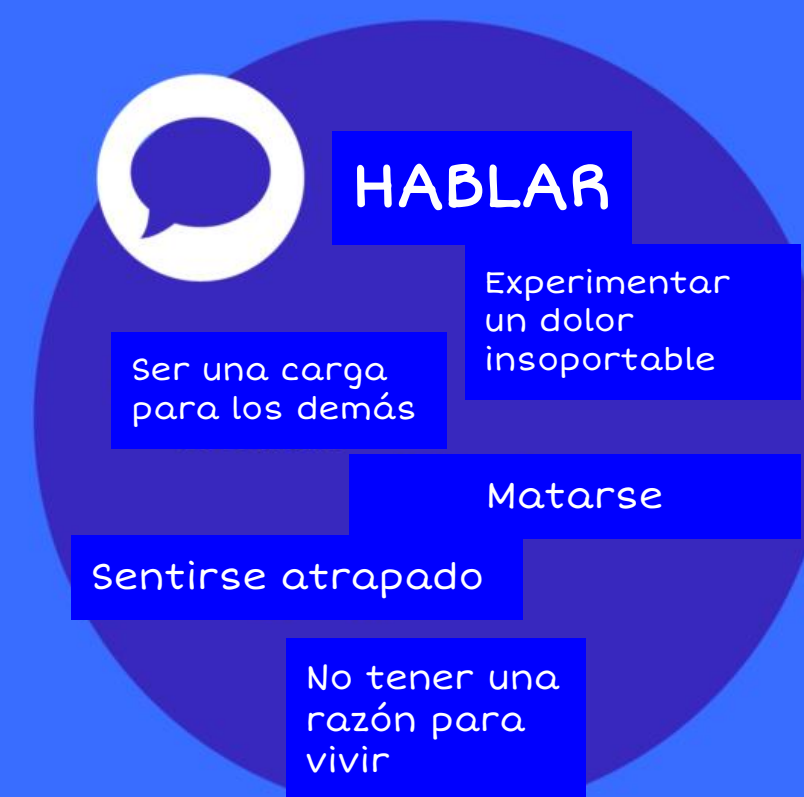 HABLAR
Experimentar
un dolor
insoportable
Ser una carga
para los demás
Matarse
Sentirse atrapado
No tener una
razón para
vivir